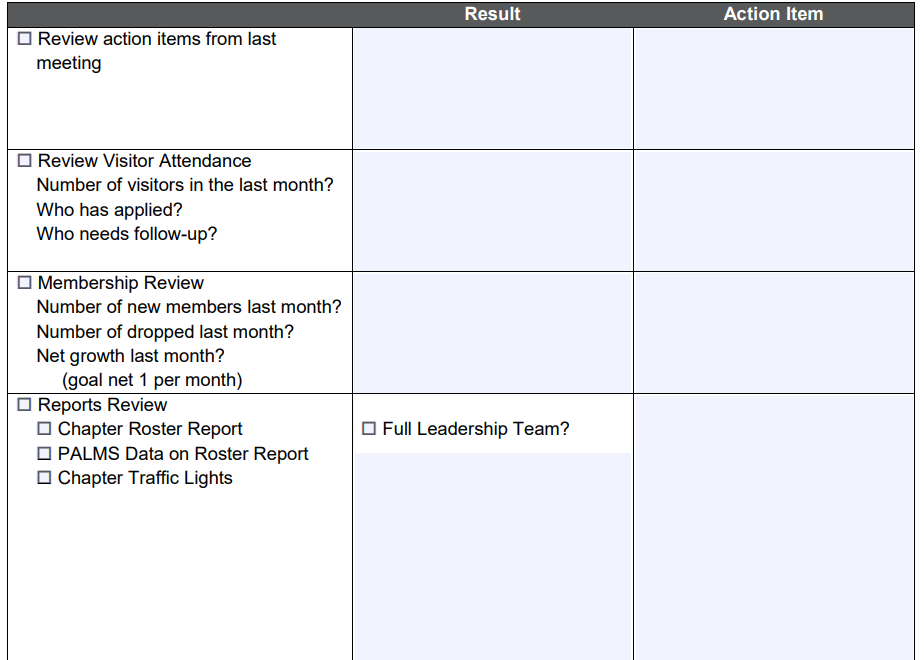 Result Action Item
☐ Review action items from last
meeting
☐ Review Visitor Attendance
Number of visitors in the last month?
Who has applied?
Who needs follow-up?
☐ Membership Review
Number of new members last month?
Number of dropped last month?
Net growth last month?
(goal net 1 per month)
☐ Reports Review
☐ Chapter Roster Report
☐ Full Leadership Team?
☐ PALMS Data on Roster Report
☐ Chapter Traffic Lights